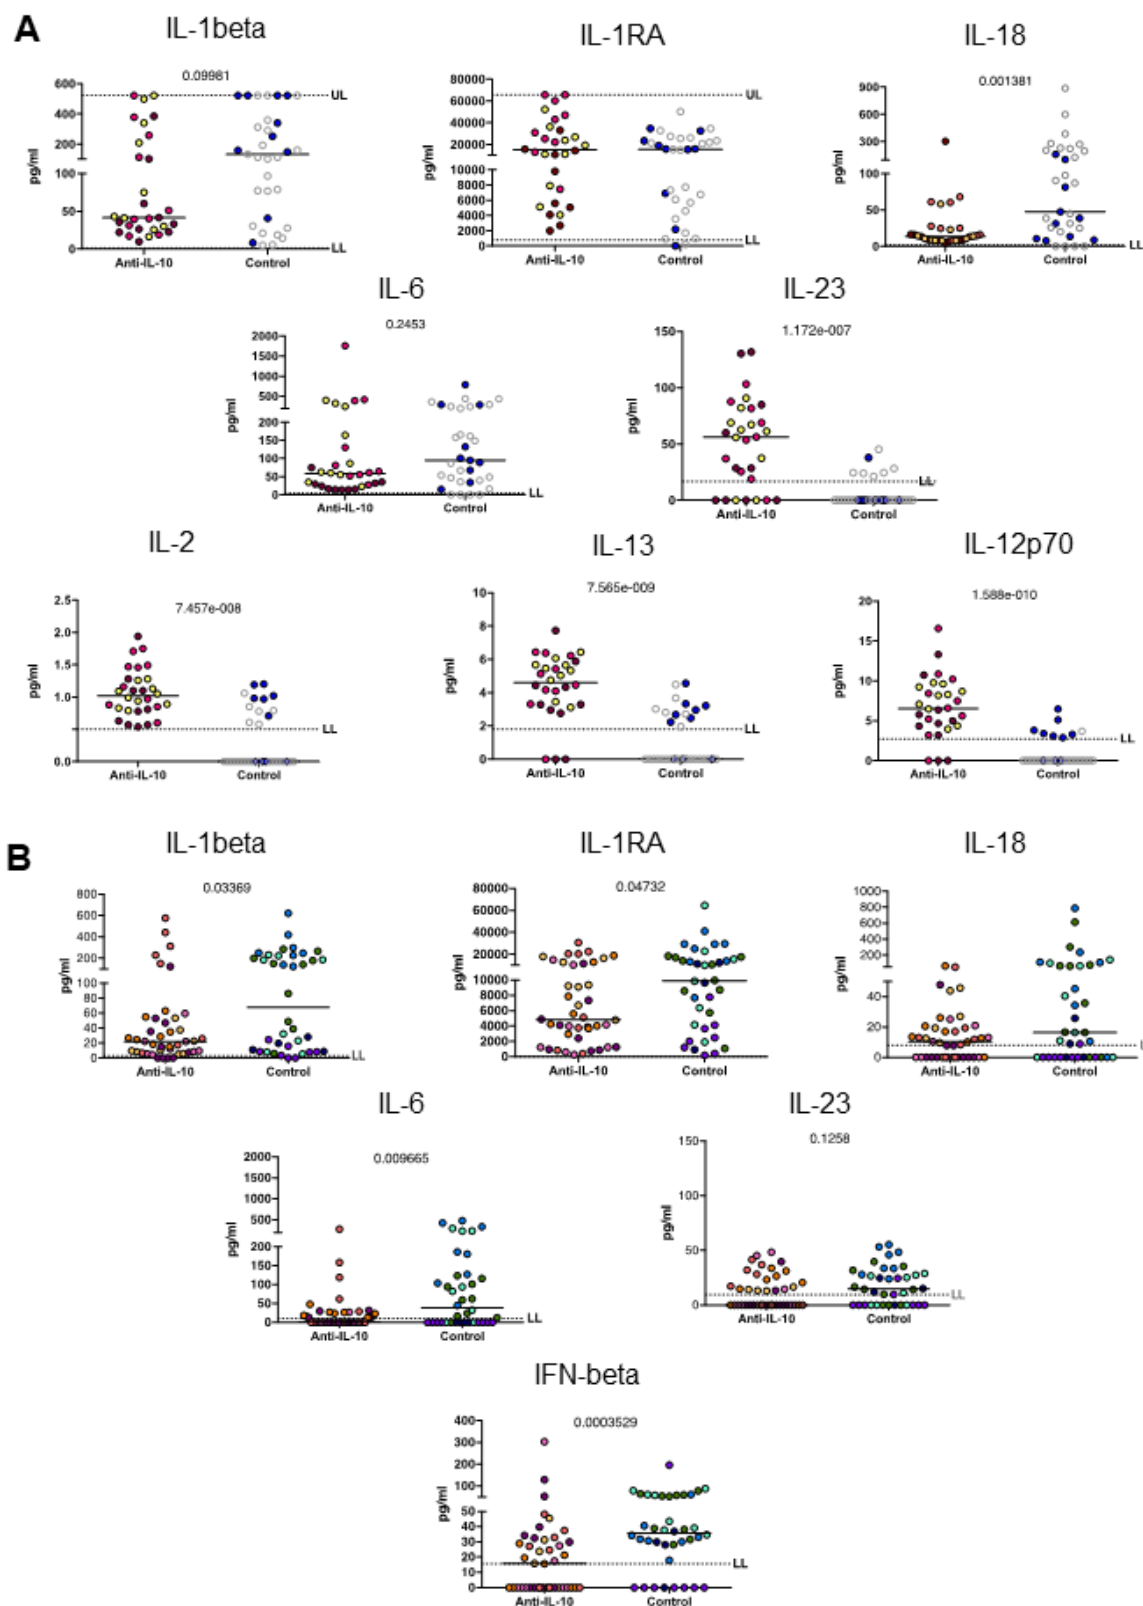 A
IL-1beta
IL-1RA
IL-18
0.09981
0.001381
600
400
200
100
50
0
pg/ml
UL
LL
Anti-IL-10
Control
80000
60000
40000
20000
10000
8000
6000
4000
2000
0
pg/ml
UL
LL
Anti-IL-10
Control
900
600
300
100
50
0
pg/ml
LL
Anti-IL-10
Control
IL-6
IL-23
0.2453
1.172e-007
2000
1500
1000
500
200
150
100
50
0
pg/ml
LL
Anti-IL-10
Control
150
100
50
0
pg/ml
LL
Anti-IL-10
Control
IL-2
IL-13
IL-12p70
7.457e-008
7.565e-009
1.588e-010
2.5
2.0
1.5
1.0
0.0
pg/ml
LL
Anti-IL-10
Control
10
8
6
4
2
0
pg/ml
LL
Anti-IL-10
Control
20
15
10
5
0
pg/ml
LL
Anti-IL-10
Control
B
IL-1beta
IL-1RA
IL-18
0.03369
0.04732
800
600
400
200
100
80
60
40
20
0
pg/ml
LL
Anti-IL-10
Control
80000
60000
40000
20000
10000
8000
6000
4000
2000
0
pg/ml
Anti-IL-10
Control
1000
800
600
400
200
40
20
0
pg/ml
Anti-IL-10
Control
IL-6
IL-23
0.009665
0.1258
2000
1500
1000
500
200
150
100
50
0
pg/ml
LL
Anti-IL-10
Control
150
100
50
0
pg/ml
LL
Anti-IL-10
Control
IFN-beta
0.0003529
400
300
200
100
50
40
30
20
10
0
pg/ml
LL
Anti-IL-10
Control